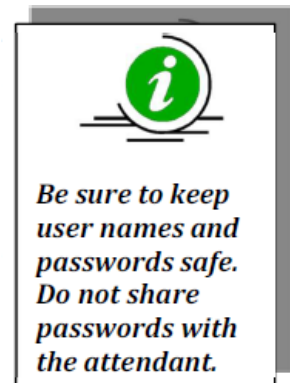 i
Be sure to keep
user names and
passwords safe.
Do not share
passwords with
the attendant.